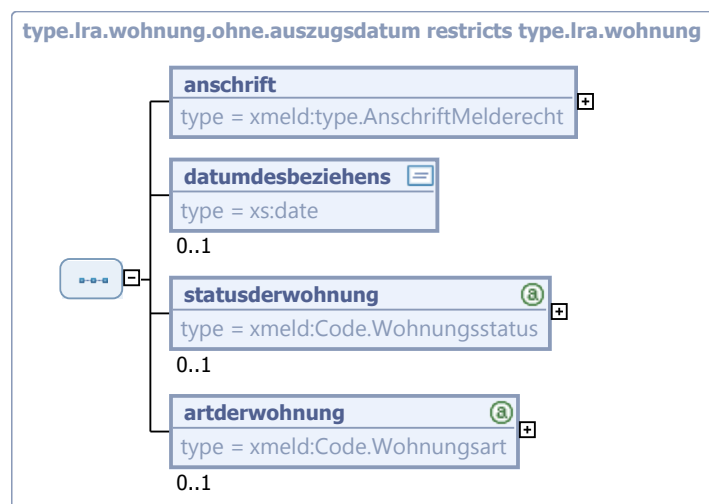 type.lra.wohnung.ohne.auszugsdatum restricts type.lra.wohnung
anschrift
type = xmeld:type.AnschriftMelderecht
datumdesbeziehens
type = xs:date
0..1
statusderwohnung
type = xmeld:Code.Wohnungsstatus
0..1
artderwohnung
type = xmeld:Code.Wohnungsart
0..1